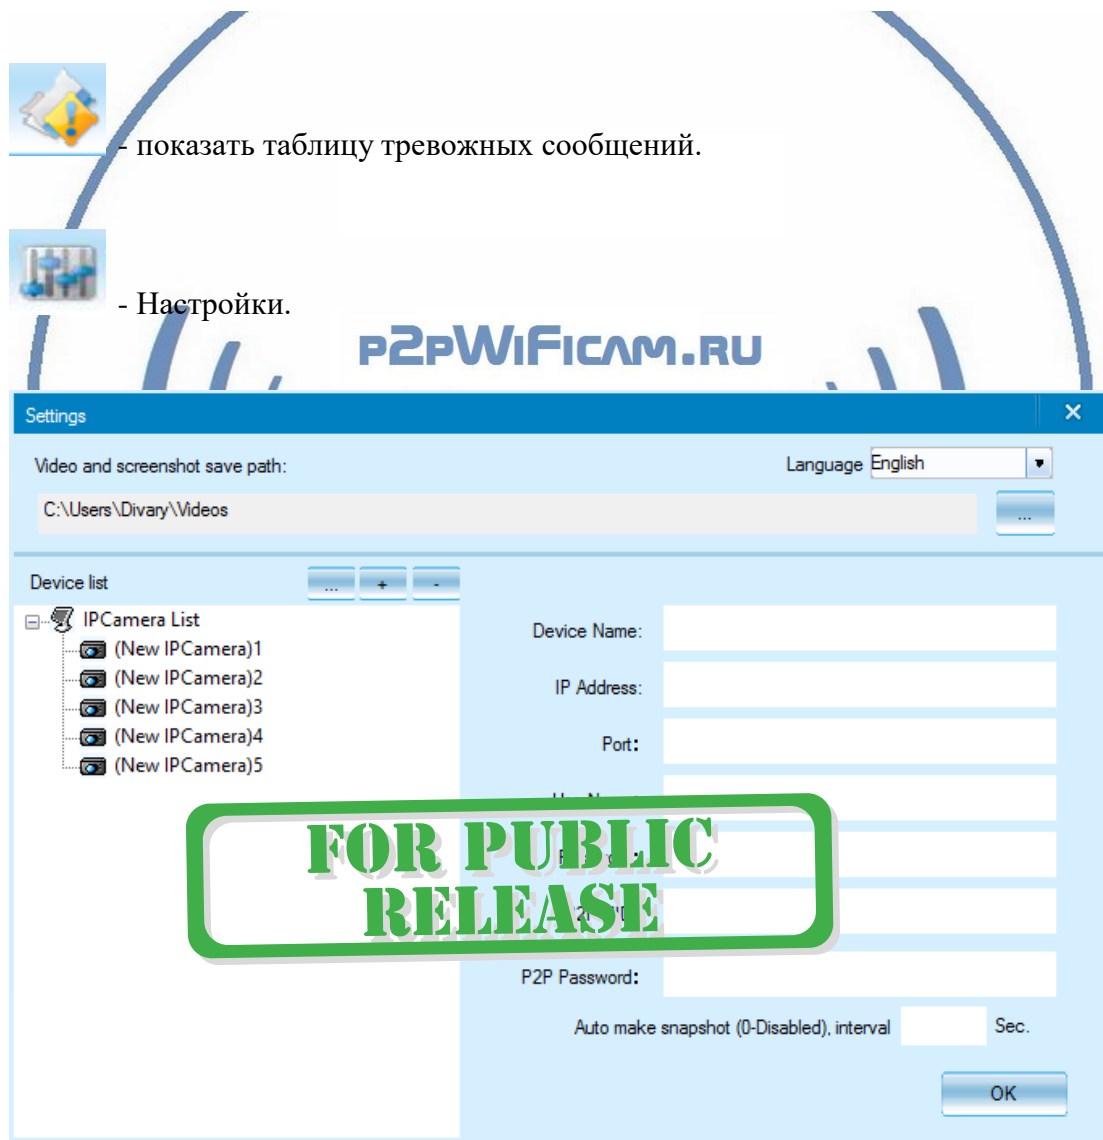 - показать таблицу тревожных сообщений.
- Настройки.
P2PWIFICAM.RU
Settings
Video and screenshot save path:
Language English
C:\Users\Divary\Videos
...
Device list ... + -
IPCamera List
(New IPCamera)1
(New IPCamera)2
(New IPCamera)3
(New IPCamera)4
(New IPCamera)5
Device Name:
IP Address:
Port:
FOR PUBLIC
RELEASE
P2P Password:
Auto make snapshot (0-Disabled), interval Sec.
OK